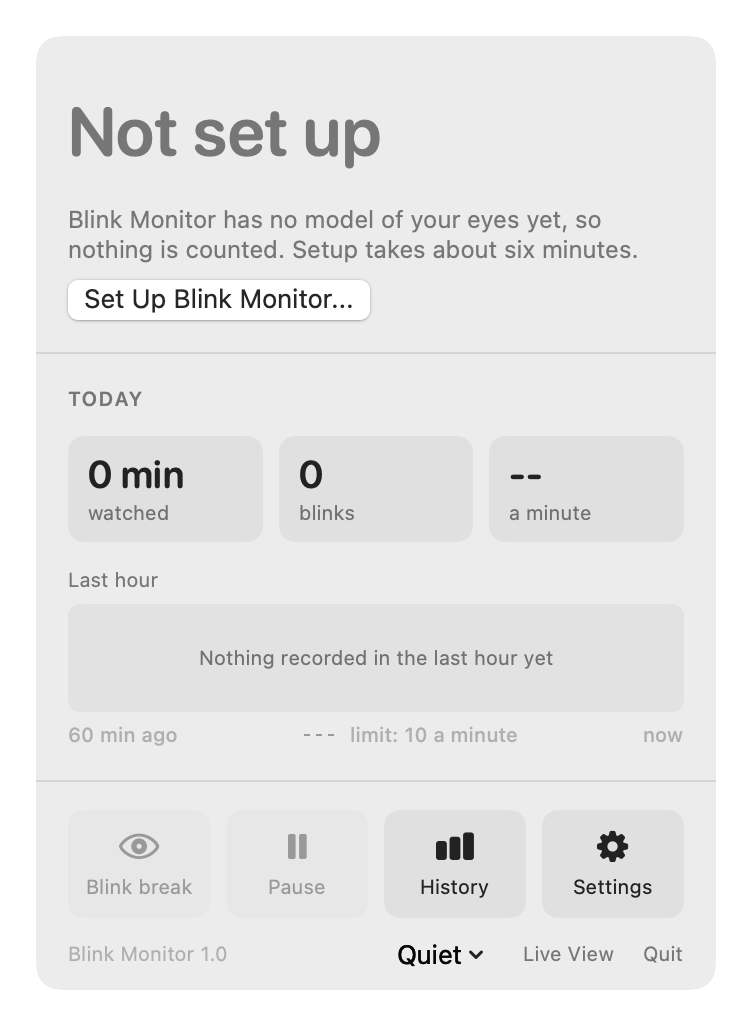 Not set up
Blink Monitor has no model of your eyes yet, so
nothing is counted. Setup takes about six minutes.
Set Up Blink Monitor...
TODAY
0 min
watched
0
blinks
--
a minute
Last hour
Nothing recorded in the last hour yet
60 min ago
--- limit: 10 a minute
now
Blink break
Pause
History
Settings
Blink Monitor 1.0
Quiet
Live View
Quit